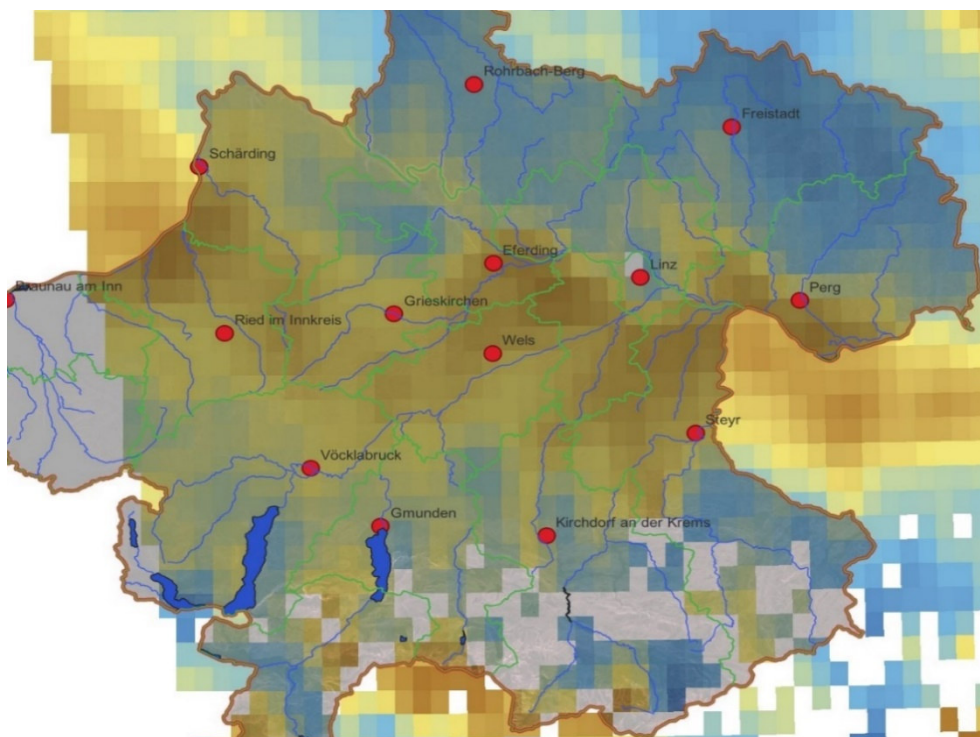 Rohrbach-Berg
Freistadt
Schärding
Eferding
Linz
Braunau am Inn
Grieskirchen
Perg
Ried im Innkreis
Wels
Steyr
Vöcklabruck
Gmunden
Kirchdorf an der Krems